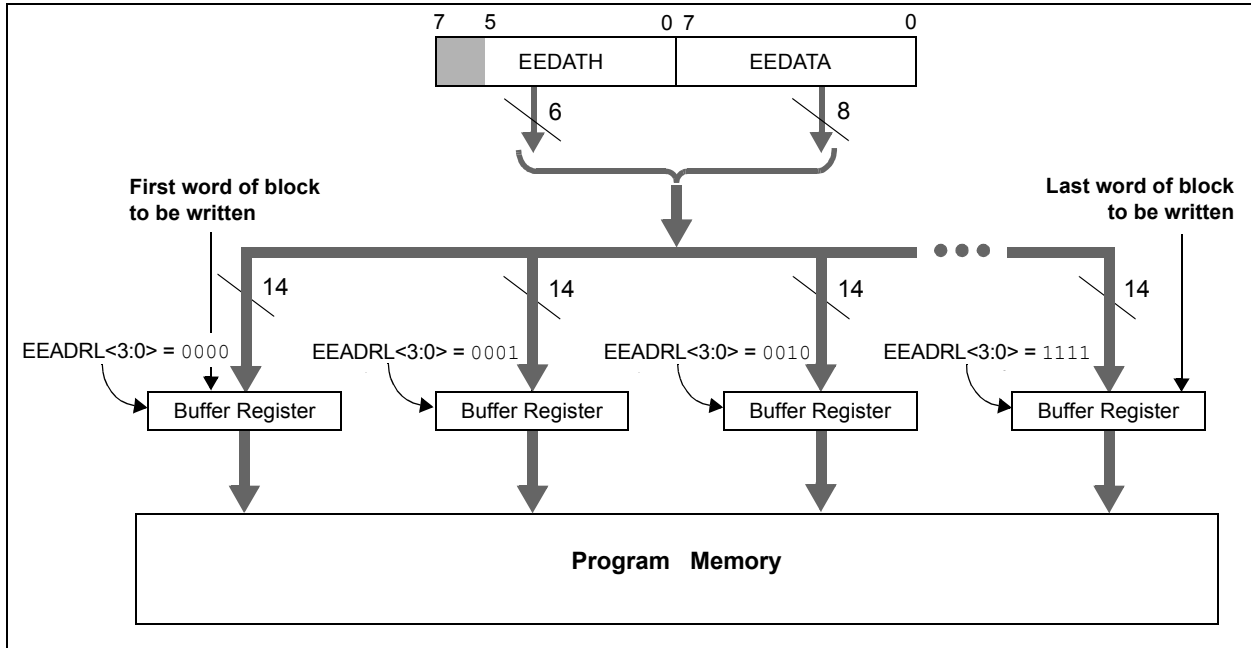 7 5 0 7 0
EEDATH EEDATA
6 8
First word of block
to be written
Last word of block
to be written
14 14 14 14
EEADRL<3:0> = 0000 EEADRL<3:0> = 0001 EEADRL<3:0> = 0010 EEADRL<3:0> = 1111
Buffer Register Buffer Register Buffer Register Buffer Register
Program Memory